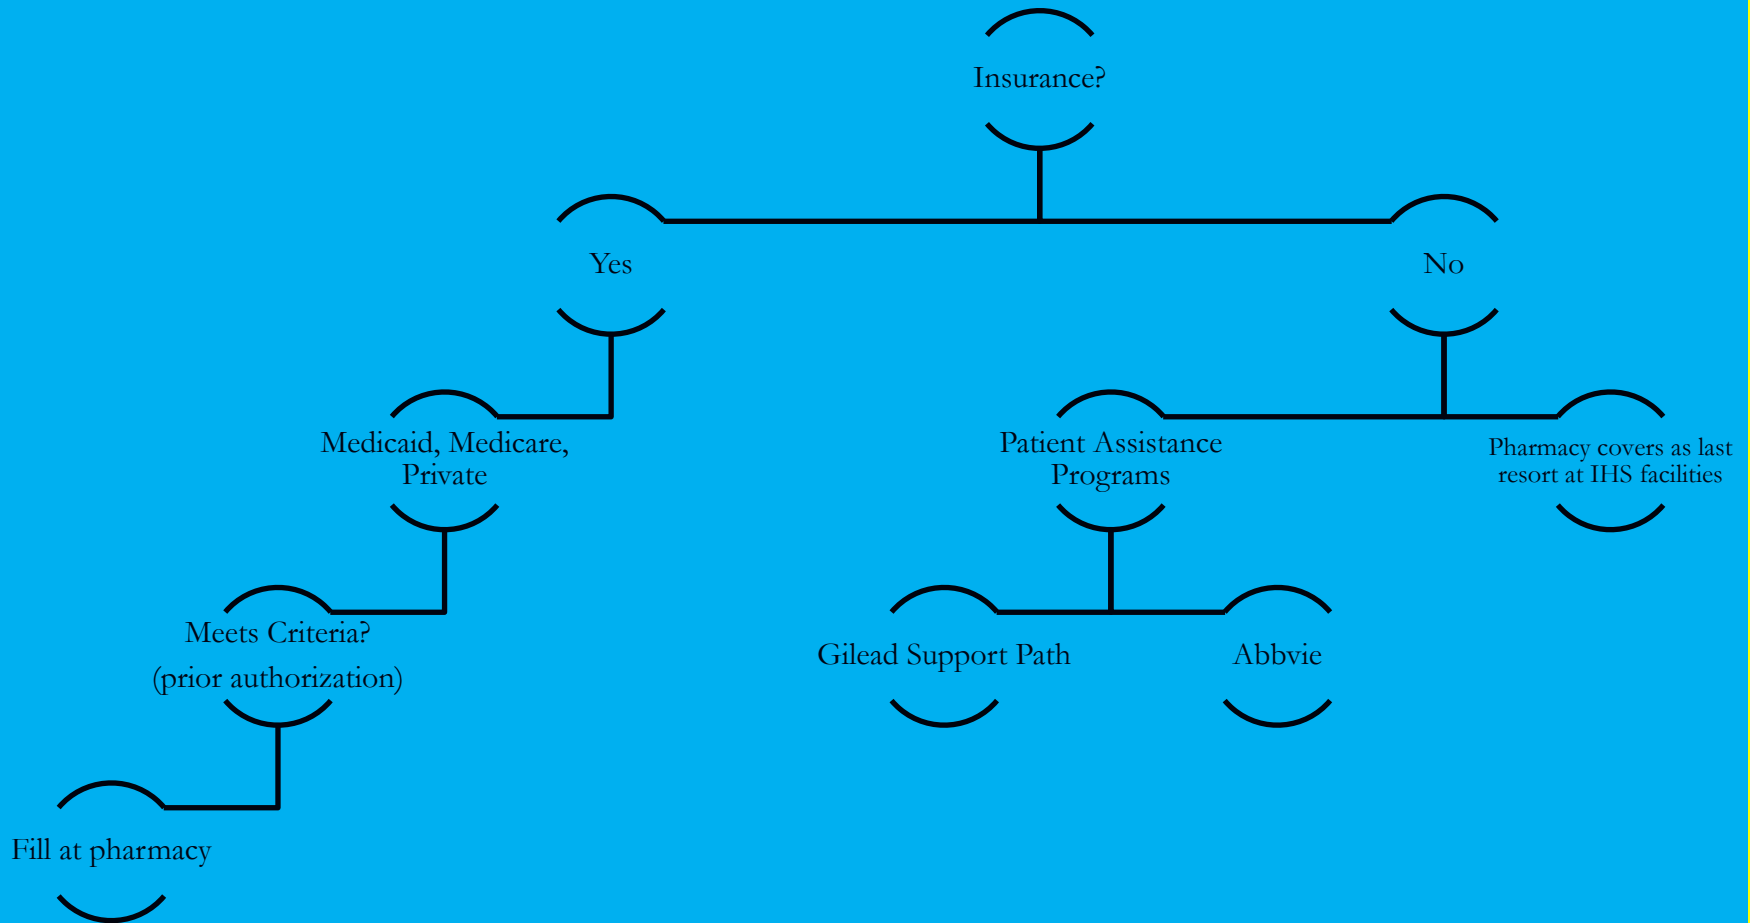 Insurance?
Yes
No
Medicaid, Medicare,
Private
Patient Assistance
Programs
Pharmacy covers as last
resort at IHS facilities
Meets Criteria?
(prior authorization)
Gilead Support Path
Abbvie
Fill at pharmacy